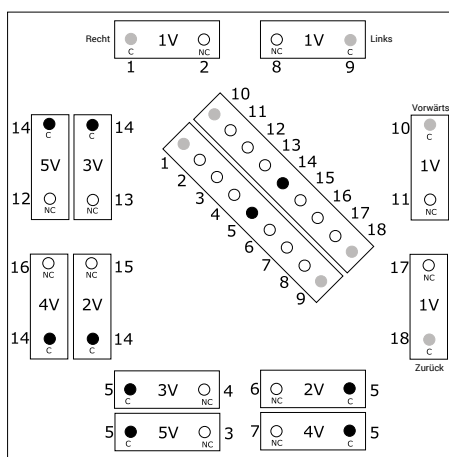 Recht 1V Links 1V
C NC NC C
1 2 8 9
10
11
12
13
14
15
16
17
18
1
2
3
4
5
6
7
8
9
Vorwärts
10 C
1V
11 NC
14 C C 14
5V 3V
12 NC NC 13
16 NC NC 15
4V 2V
14 C C 14
17 NC
1V
18 C
Zurück
5 C 3V NC 4
6 NC 2V C 5
5 C 5V NC 3
7 NC 4V C 5